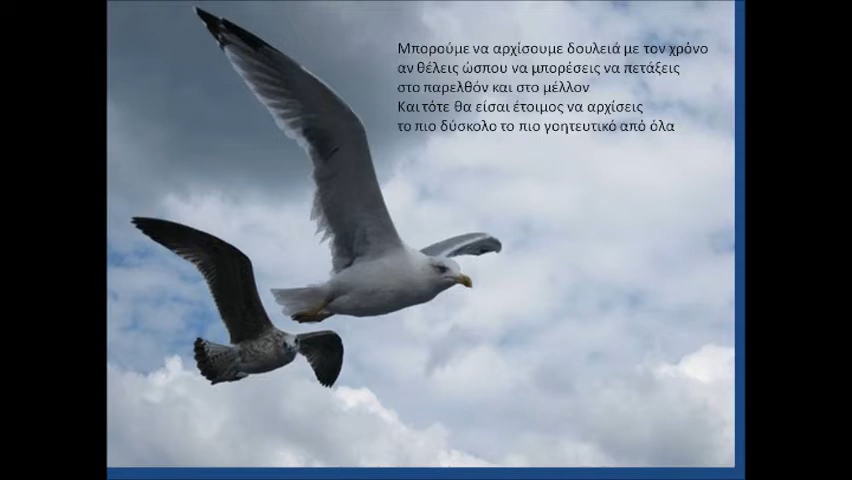 Μπορούμε να αρχίσουμε δουλειά με τον χρόνο
αν θέλεις ώσπου να μπορέσεις να πετάξεις
στο παρελθόν και στο μέλλον
Και τότε θα είσαι έτοιμος να αρχίσεις
το πιο δύσκολο το πιο γοητευτικό από όλα